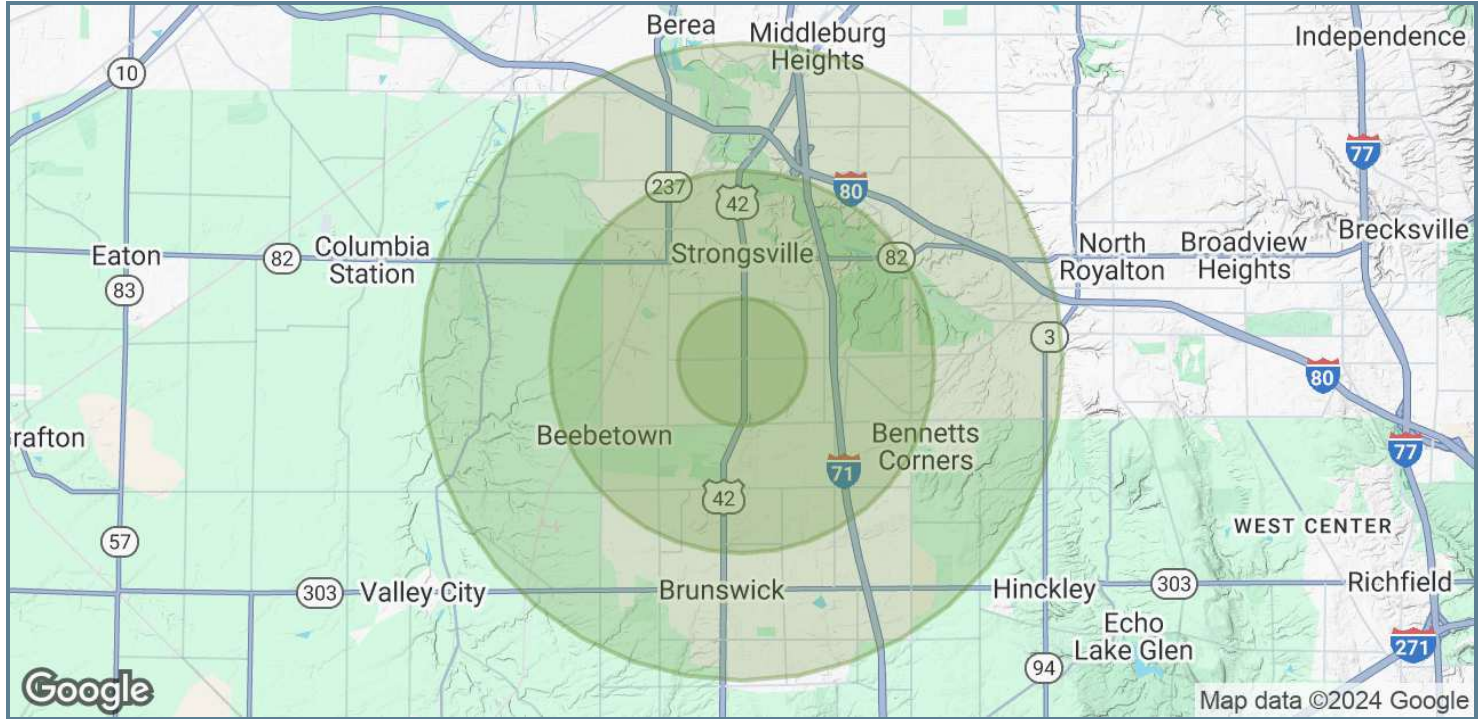 Berea
Middleburg
Heights
Independence
10
77
237
80
42
Eaton
82
Columbia
Station
Strongsville
82
North
Royalton
Broadview
Heights
Brecksville
83
3
80
rafton
Beebetown
Bennetts
Corners
77
71
42
57
WEST CENTER
303
Valley City
Brunswick
Hinckley
303
Richfield
Echo
Lake Glen
94
271
Google
Map data ©2024 Google